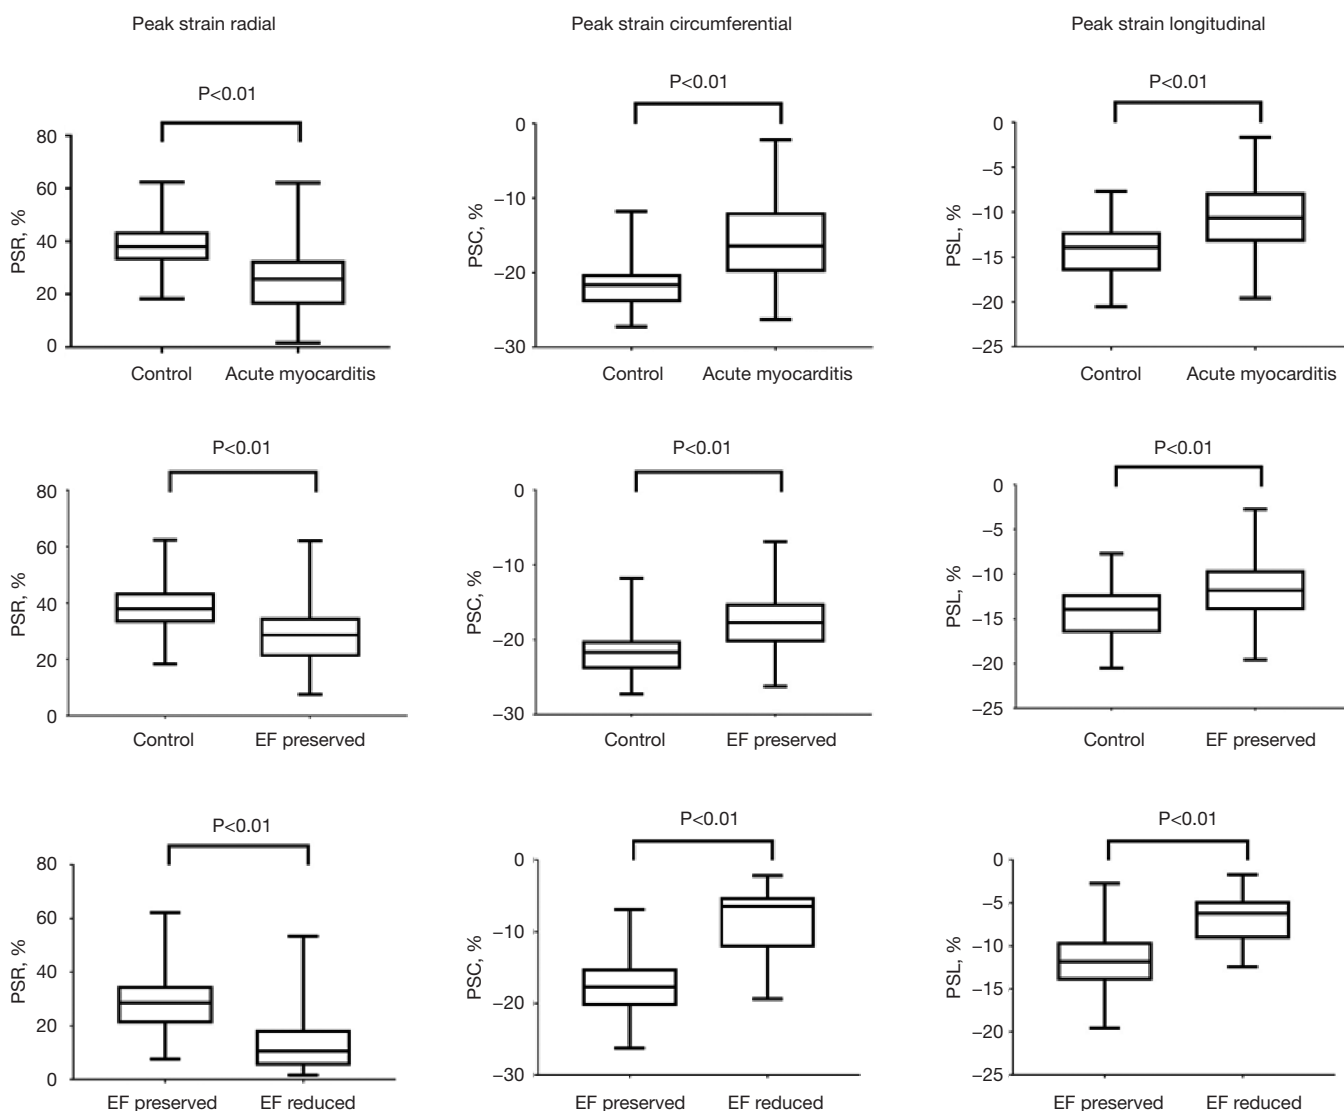 Peak strain radial
Peak strain circumferential
Peak strain longitudinal
P<0.01
P<0.01
P<0.01
PSR, %
80
60
40
20
0
Control
Acute myocarditis
PSC, %
0
−10
−20
−30
Control
Acute myocarditis
PSL, %
0
−5
−10
−15
−20
−25
Control
Acute myocarditis
P<0.01
P<0.01
P<0.01
PSR, %
80
60
40
20
0
Control
EF preserved
PSC, %
0
−10
−20
−30
Control
EF preserved
PSL, %
0
−5
−10
−15
−20
−25
Control
EF preserved
P<0.01
P<0.01
P<0.01
PSR, %
80
60
40
20
0
EF preserved
EF reduced
PSC, %
0
−10
−20
−30
EF preserved
EF reduced
PSL, %
0
−5
−10
−15
−20
−25
EF preserved
EF reduced